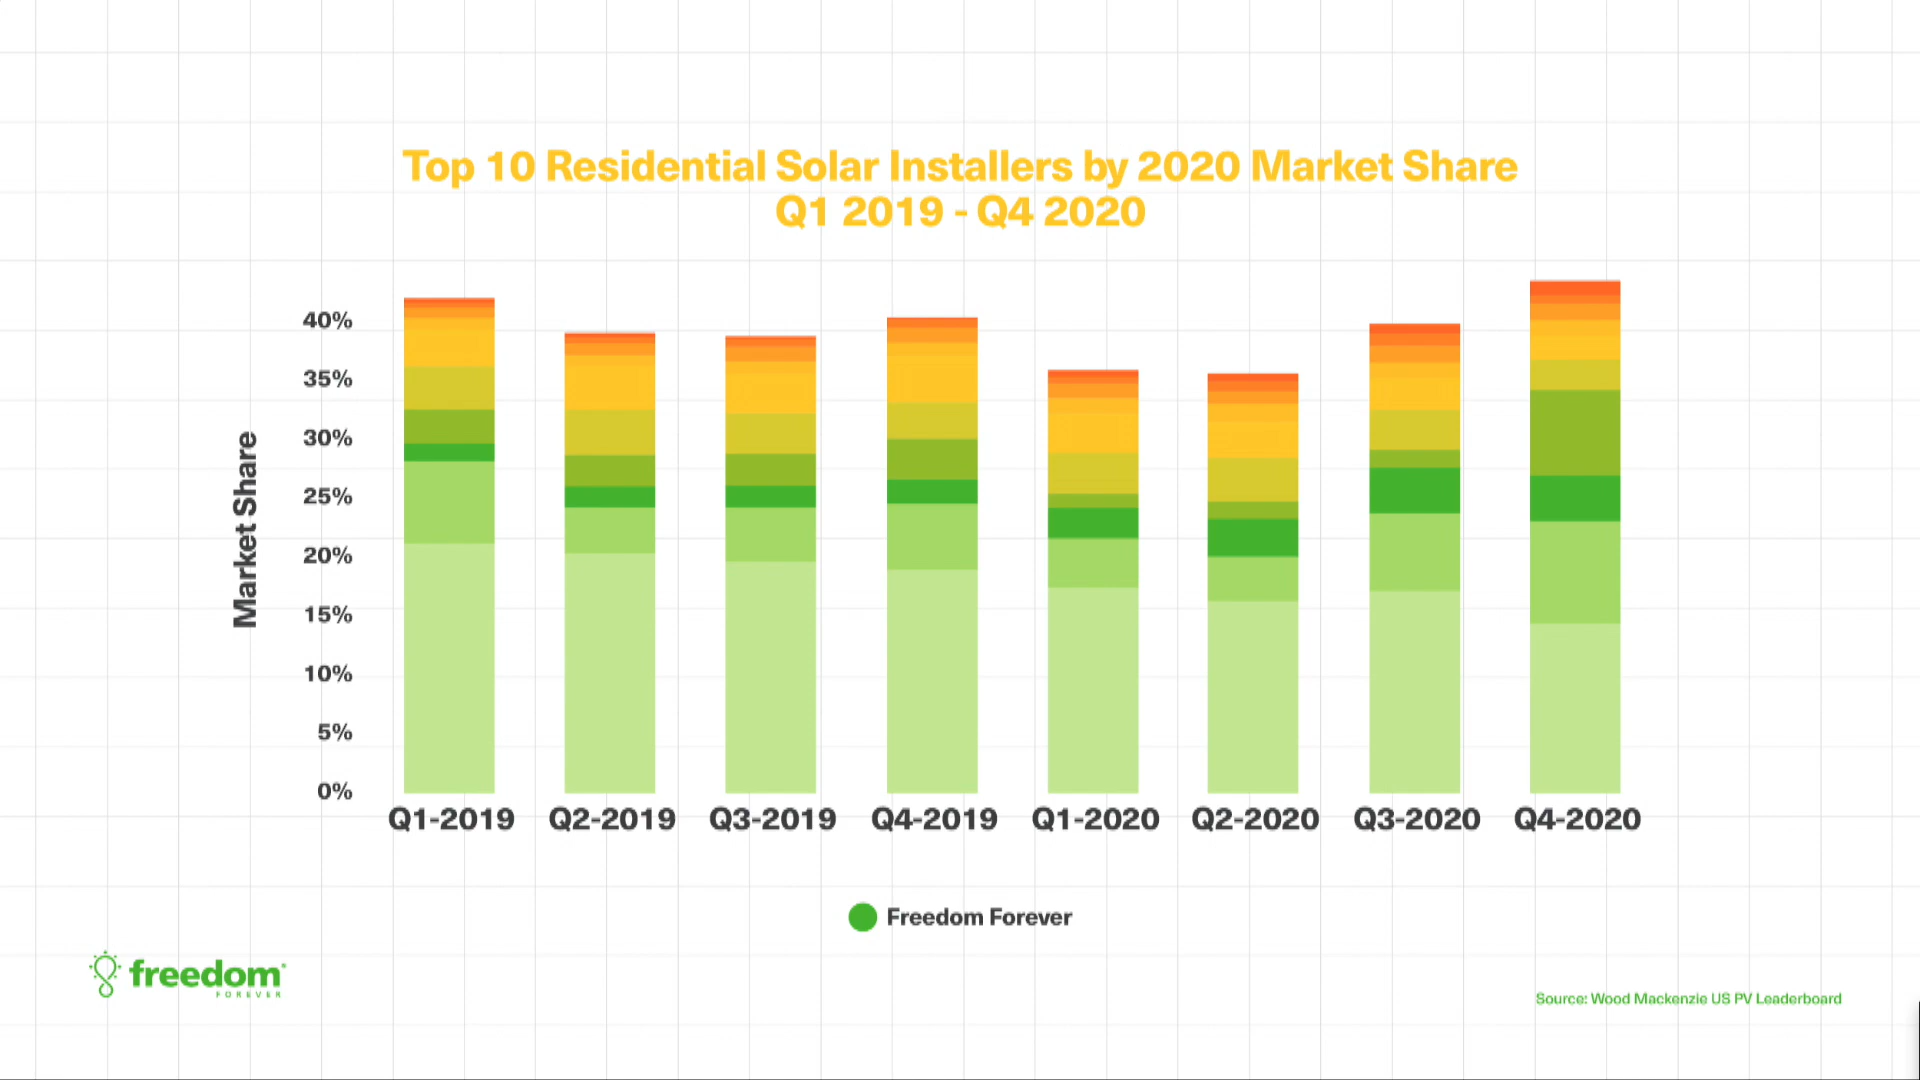 Top 10 Residential Solar Installers by 2020 Market Share
Q1 2019 - Q4 2020
Market Share
40%
35%
30%
25%
20%
15%
10%
5%
0%
Q1-2019 Q2-2019 Q3-2019 Q4-2019 Q1-2020 Q2-2020 Q3-2020 Q4-2020
Freedom Forever
freedom
FOREVER
Source: Wood Mackenzie US PV Leaderboard